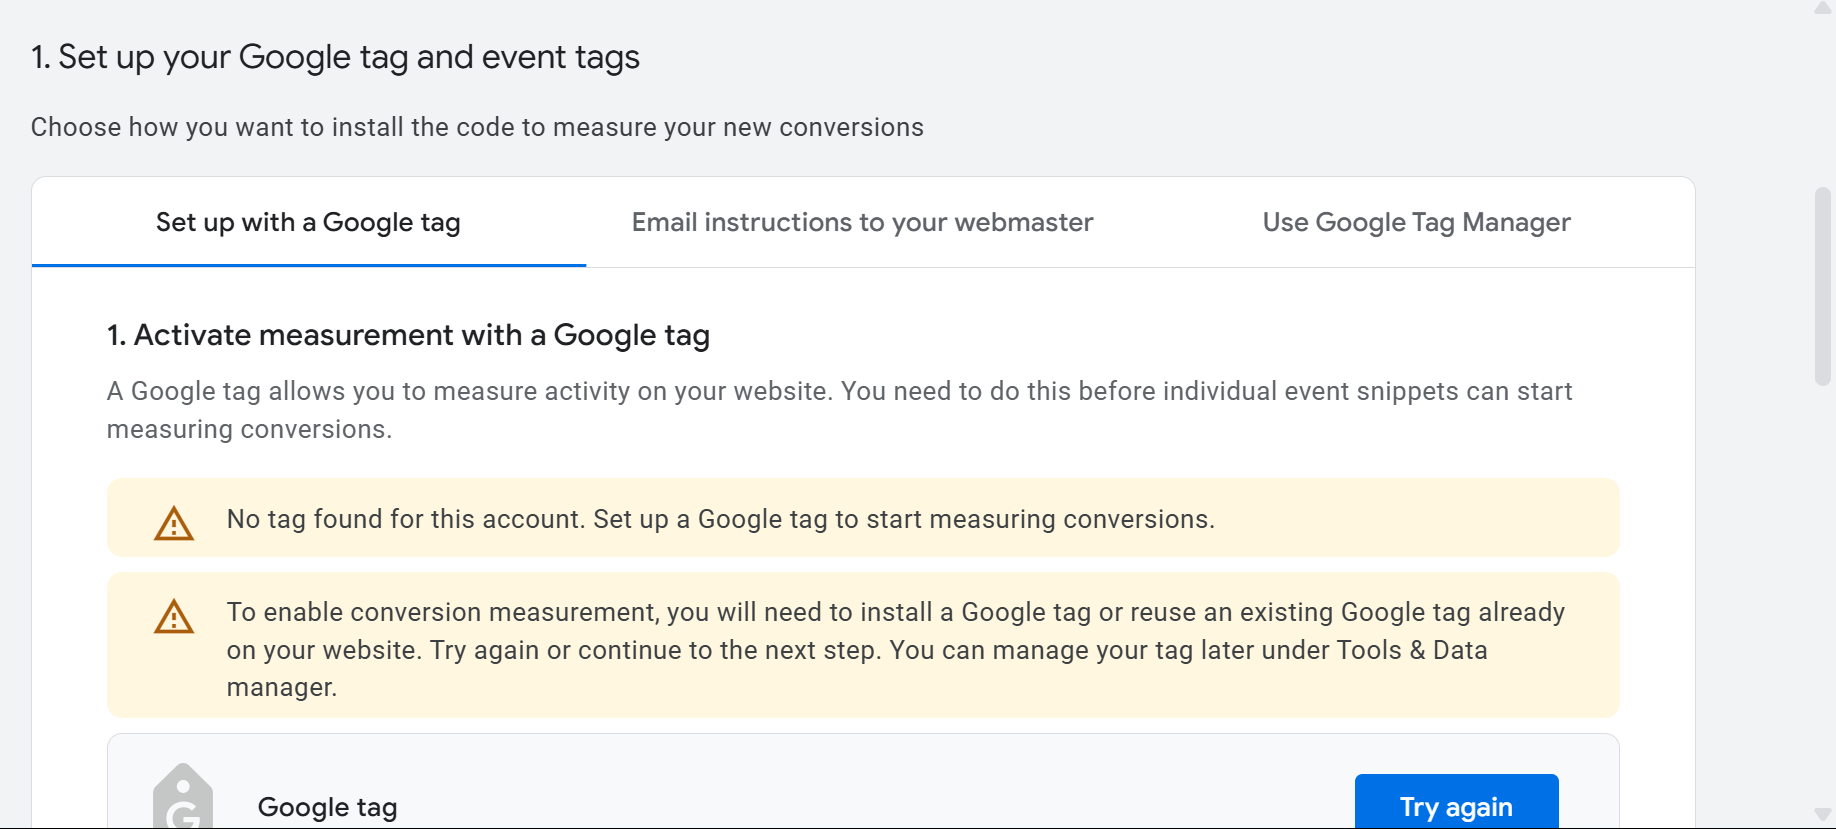 1. Set up your Google tag and event tags
Choose how you want to install the code to measure your new conversions
Set up with a Google tag
Email instructions to your webmaster
Use Google Tag Manager
1. Activate measurement with a Google tag
A Google tag allows you to measure activity on your website. You need to do this before individual event snippets can start
measuring conversions.
No tag found for this account. Set up a Google tag to start measuring conversions.
To enable conversion measurement, you will need to install a Google tag or reuse an existing Google tag already
on your website. Try again or continue to the next step. You can manage your tag later under Tools & Data
manager.
G
Google tag
Try again